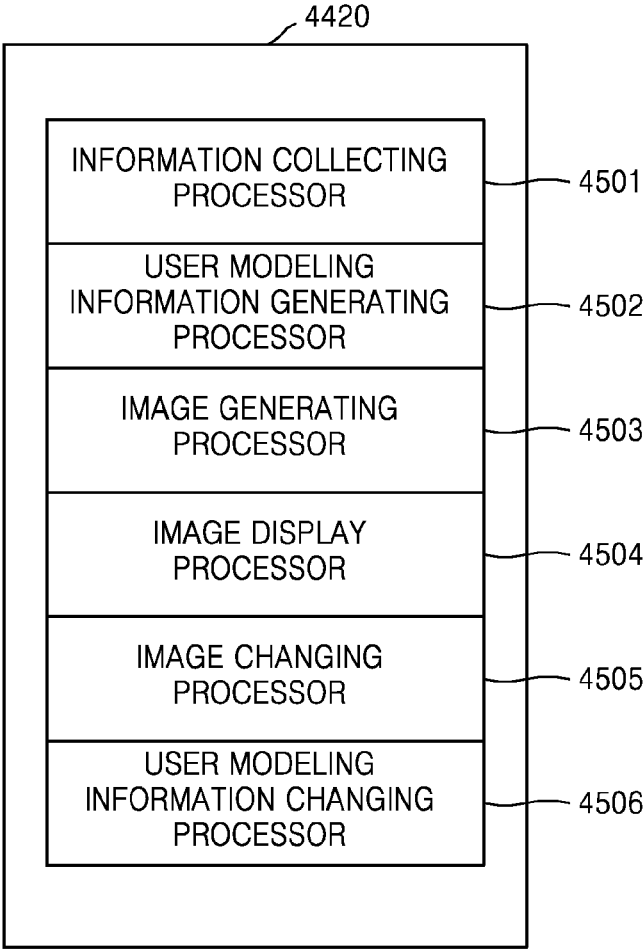 4420
INFORMATION COLLECTING
PROCESSOR
4501
USER MODELING
INFORMATION GENERATING
PROCESSOR
4502
IMAGE GENERATING
PROCESSOR
4503
IMAGE DISPLAY
PROCESSOR
4504
IMAGE CHANGING
PROCESSOR
4505
USER MODELING
INFORMATION CHANGING
PROCESSOR
4506